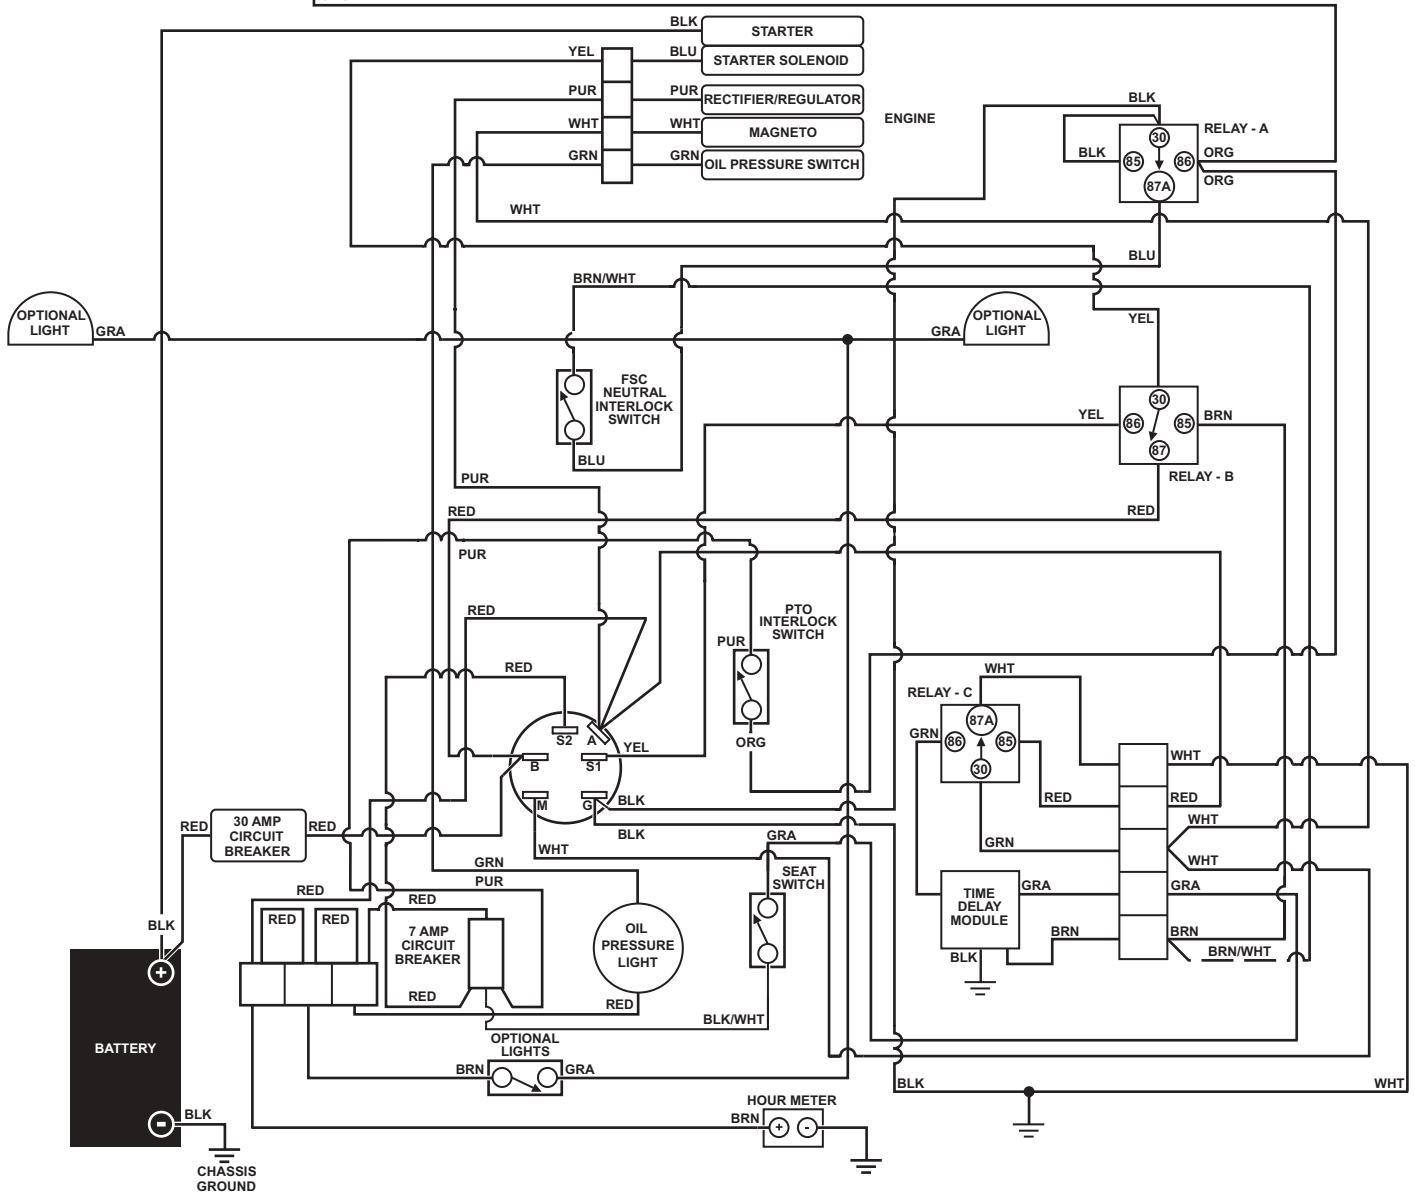 BLK
STARTER
YEL
BLU
STARTER SOLENOID
PUR
PUR
RECTIFIER/REGULATOR
ENGINE
WHT
WHT
MAGNETO
GRN
GRN
OIL PRESSURE SWITCH
BLK
30
RELAY - A
BLK
85
86
ORG
87A
ORG
WHT
BLU
BRN/WHT
OPTIONAL
LIGHT
GRA
GRA
OPTIONAL
LIGHT
YEL
FSC
NEUTRAL
INTERLOCK
SWITCH
BLU
30
YEL
86
85
BRN
87
RELAY - B
PUR
RED
RED
PUR
RED
PTO
INTERLOCK
SWITCH
PUR
ORG
RED
S2
A
B
S1
YEL
M
G
BLK
BLK
WHT
WHT
RELAY - C
87A
GRN
86
85
30
RED
GRN
WHT
RED
WHT
WHT
RED
30 AMP
CIRCUIT
BREAKER
RED
GRN
PUR
GRA
SEAT
SWITCH
TIME
DELAY
MODULE
GRA
GRA
BRN
BRN
BRN/WHT
BLK
RED
RED
RED
RED
7 AMP
CIRCUIT
BREAKER
OIL
PRESSURE
LIGHT
RED
RED
BLK/WHT
BLK
+
BATTERY
-
BLK
CHASSIS
GROUND
OPTIONAL
LIGHTS
BRN
GRA
BLK
WHT
HOUR METER
BRN
+
-